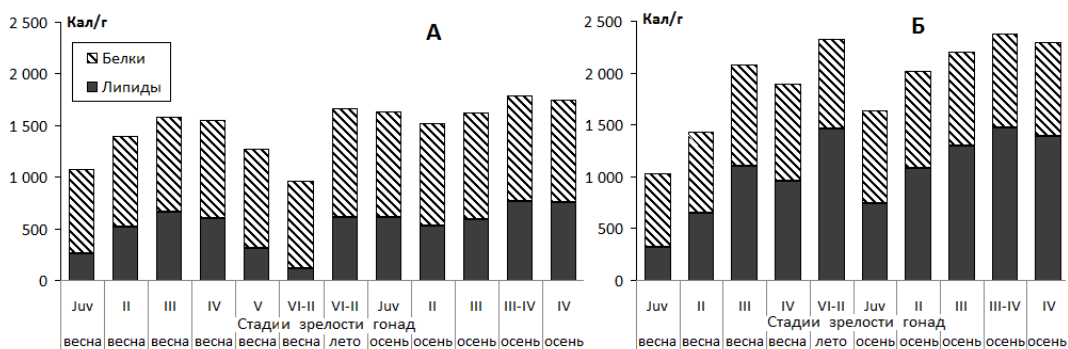 Кал/г
А
2 500
2 000
1 500
1 000
500
0
Белки
Липиды
Juv II III IV V VI-II VI-II Juv II III III-IV IV
Стадии зрелости гонад
весна весна весна весна весна весна лето осень осень осень осень осень
Кал/г
Б
2 500
2 000
1 500
1 000
500
0
Juv II III IV VI-II Juv II III III-IV IV
Стадии зрелости гонад
весна весна весна весна лето осень осень осень осень осень